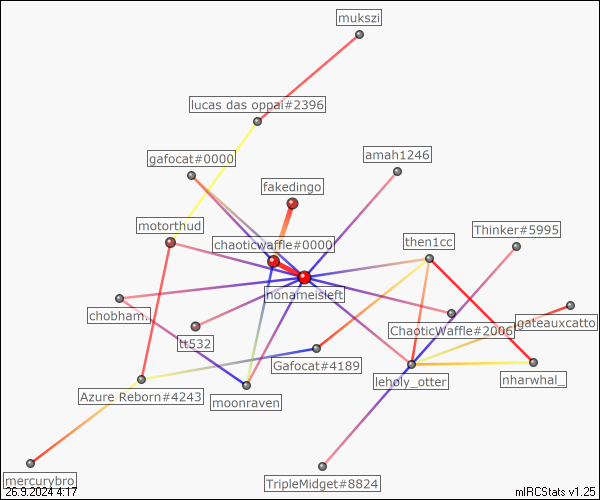 mukszi
lucas das oppai#2396
gafocat#0000
amah1246
fakedingo
motorthud
Thinker#5995
chaoticwaffle#0000
then1cc
nonameisleft
chobham.
gateauxcatto
ChaoticWaffle#2006
tt532
Gafocat#4189
leholy_otter
nharwhal_
Azure Reborn#4243
moonraven
mercurybro
TripleMidget#8824
26.9.2024 4:17
mIRCStats v1.25